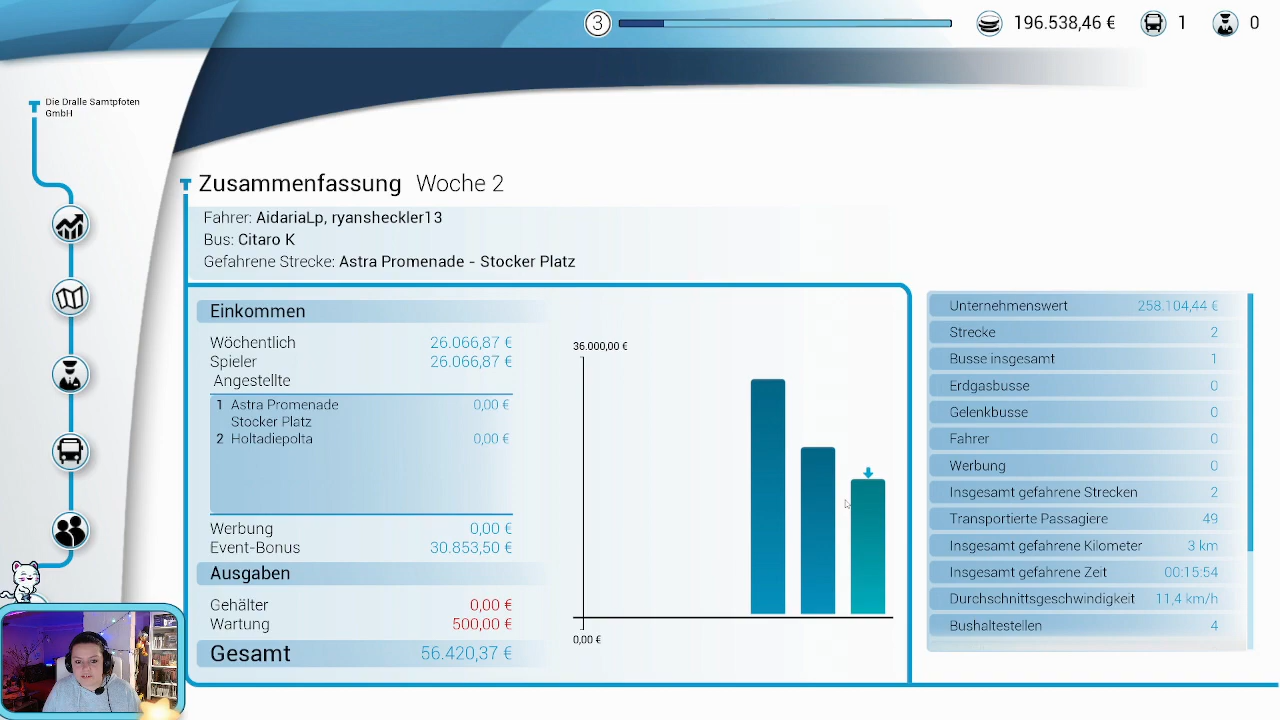 3
196.538,46 €
1
0
Die Dralle Samtpfoten
GmbH
Zusammenfassung Woche 2
Fahrer: AidariaLp, ryansheckler13
Bus: Citaro K
Gefahrene Strecke: Astra Promenade - Stocker Platz
Einkommen
Wöchentlich 26.066,87 €
Spieler 26.066,87 €
Angestellte
1 Astra Promenade 0,00 €
Stocker Platz
2 Holtadiepolta 0,00 €
Werbung 0,00 €
Event-Bonus 30.853,50 €
Ausgaben
Gehälter 0,00 €
Wartung 500,00 €
Gesamt 56.420,37 €
36.000,00 €
0,00 €
Unternehmenswert 258.104,44 €
Strecke 2
Busse insgesamt 1
Erdgasbusse 0
Gelenkbusse 0
Fahrer 0
Werbung 0
Insgesamt gefahrene Strecken 2
Transportierte Passagiere 49
Insgesamt gefahrene Kilometer 3 km
Insgesamt gefahrene Zeit 00:15:54
Durchschnittsgeschwindigkeit 11,4 km/h
Bushaltestellen 4